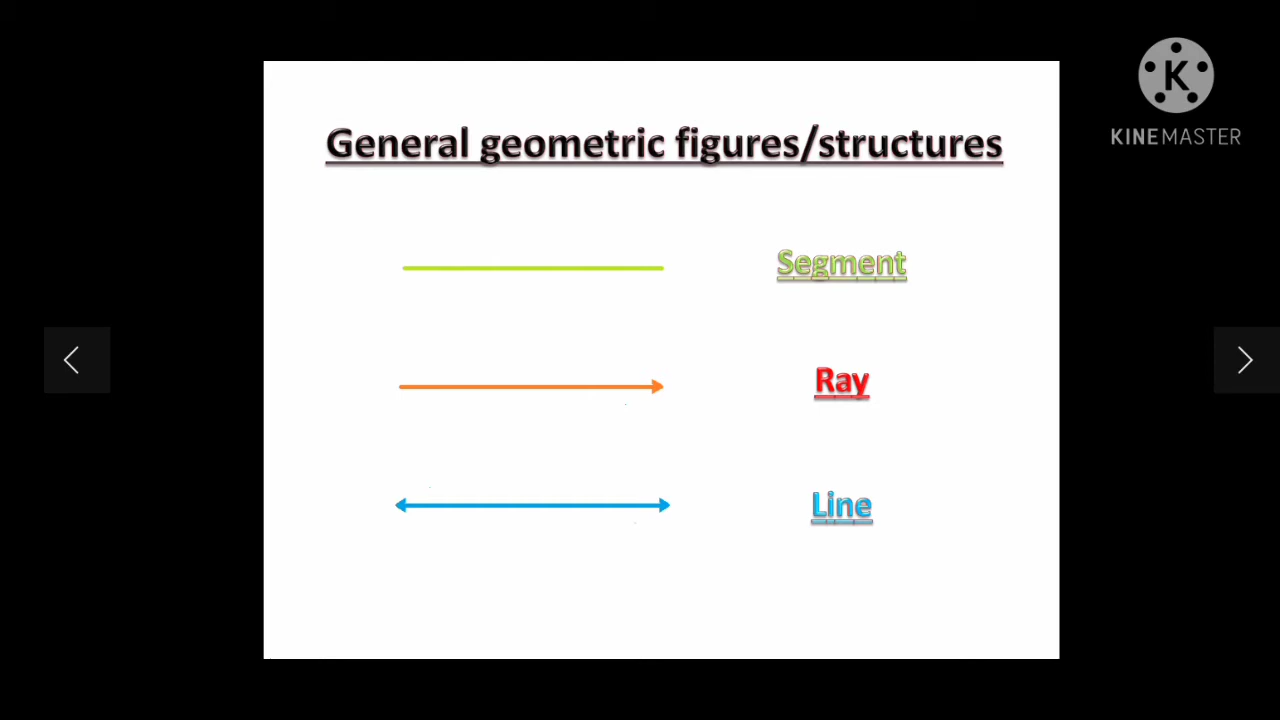 General geometric figures/structures
Segment
Ray
Line
K
KINEMASTER